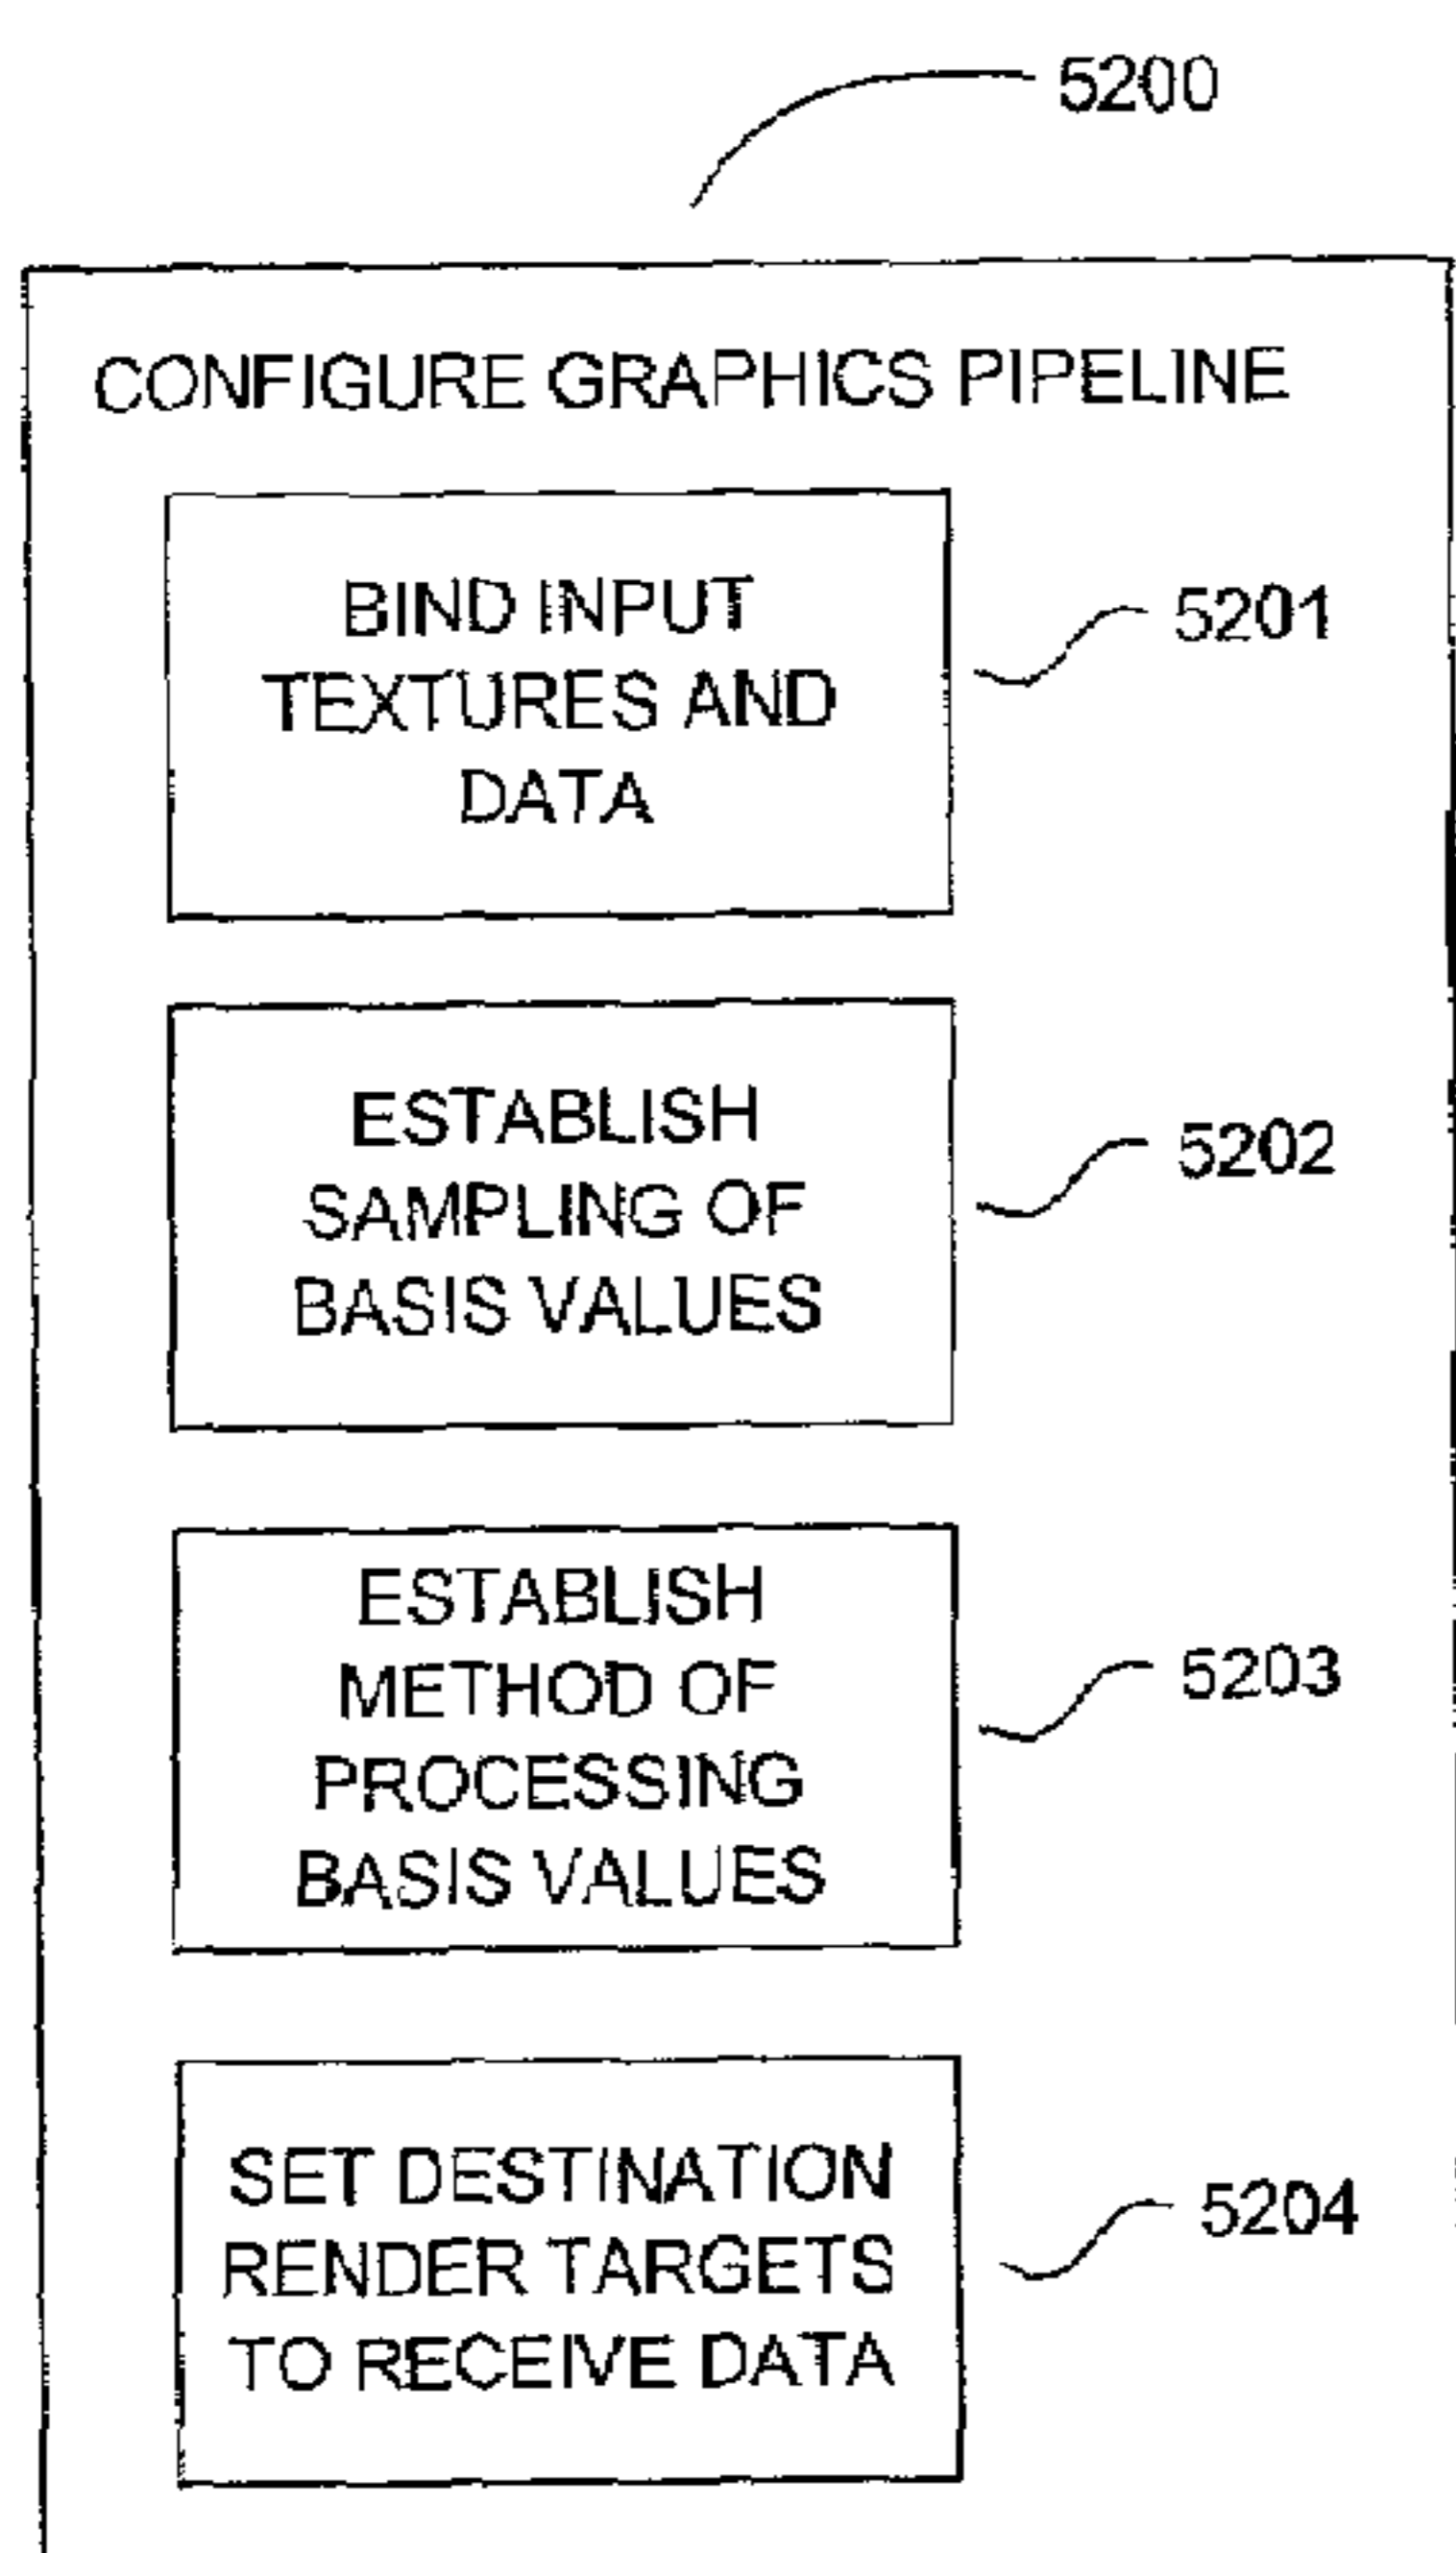 5200
CONFIGURE GRAPHICS PIPELINE
BIND INPUT
TEXTURES AND
DATA
5201
ESTABLISH
SAMPLING OF
BASIS VALUES
5202
ESTABLISH
METHOD OF
PROCESSING
BASIS VALUES
5203
SET DESTINATION
RENDER TARGETS
TO RECEIVE DATA
5204